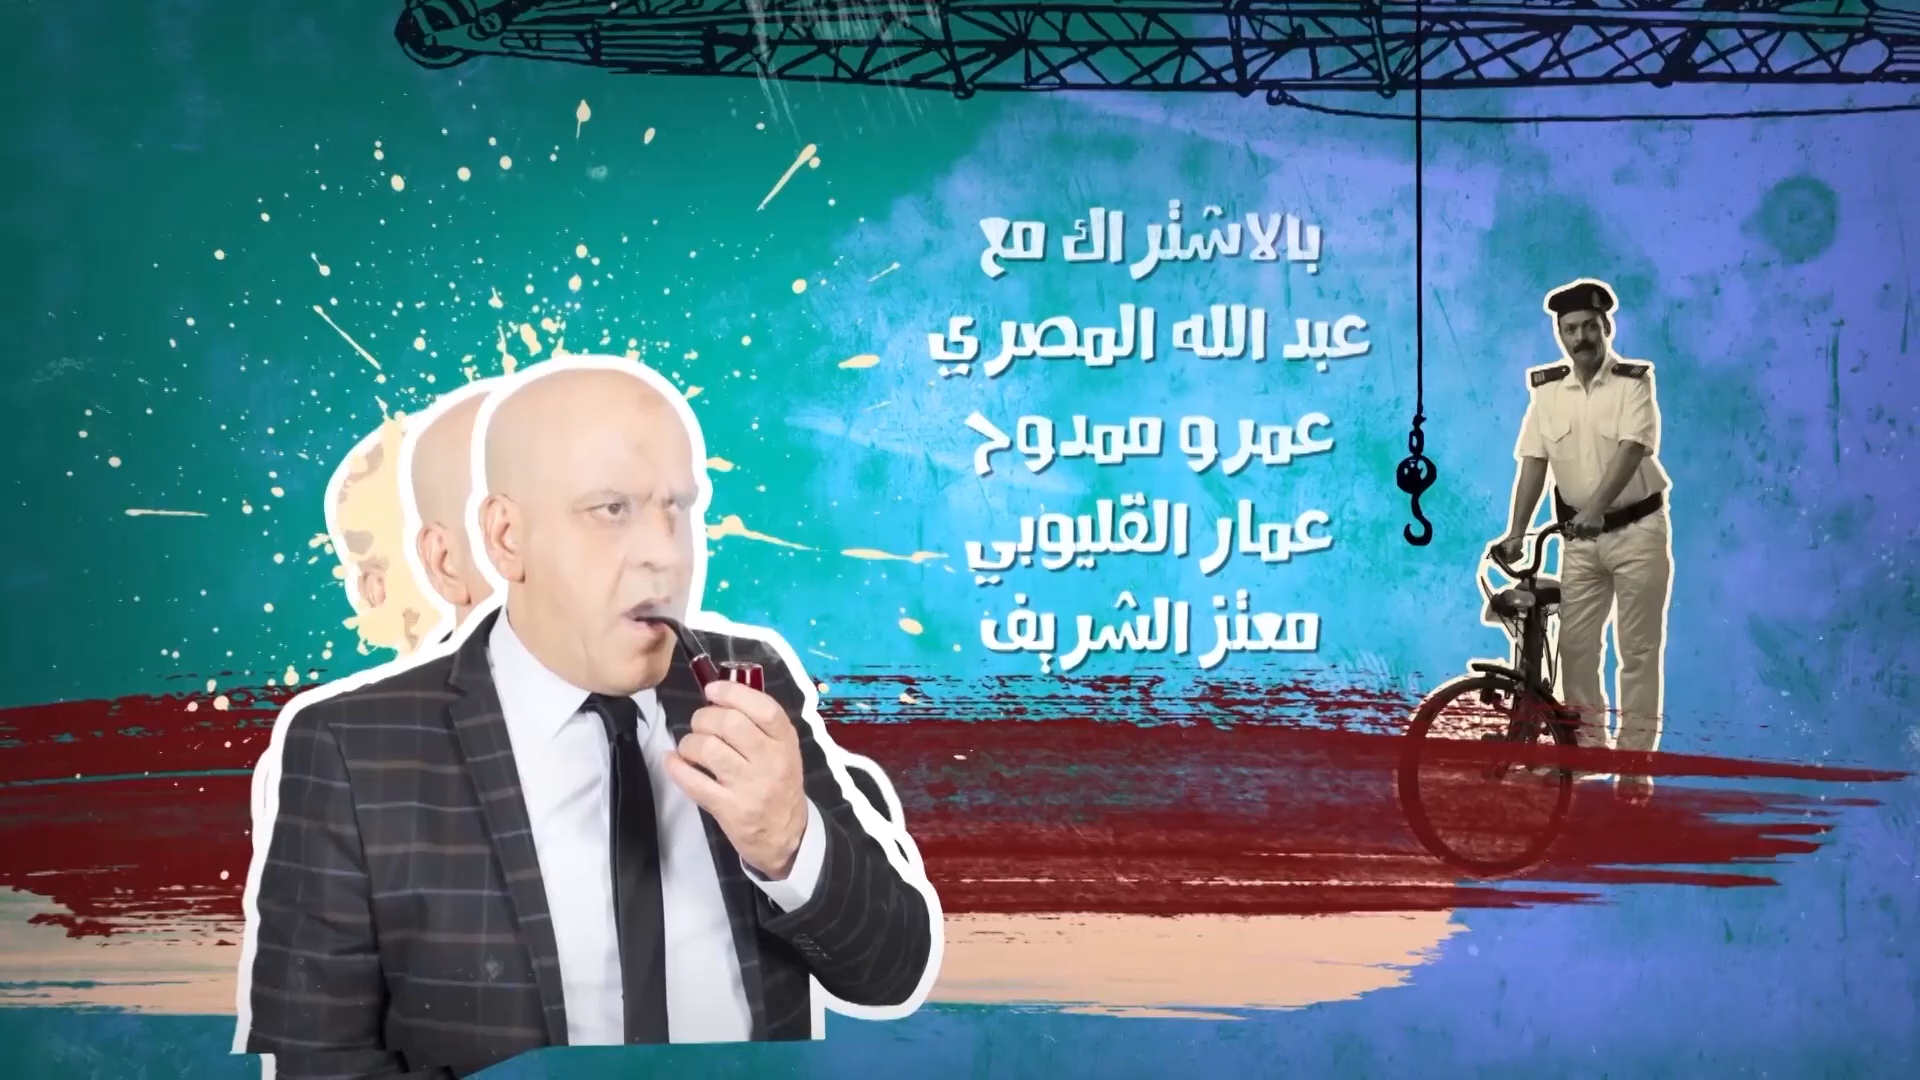 بالاشتراك مع
عبد الله المصري
عمرو ممدوح
عمار القليوبي
معتز الشريف